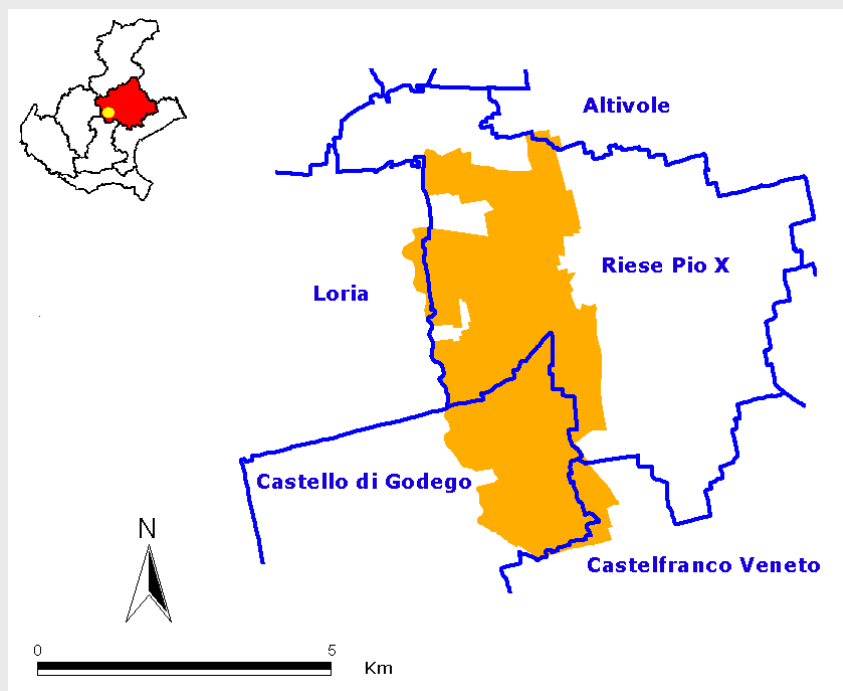 Altivole
Riese Pio X
Loria
Castello di Godego
N
Castelfranco Veneto
0 5
Km